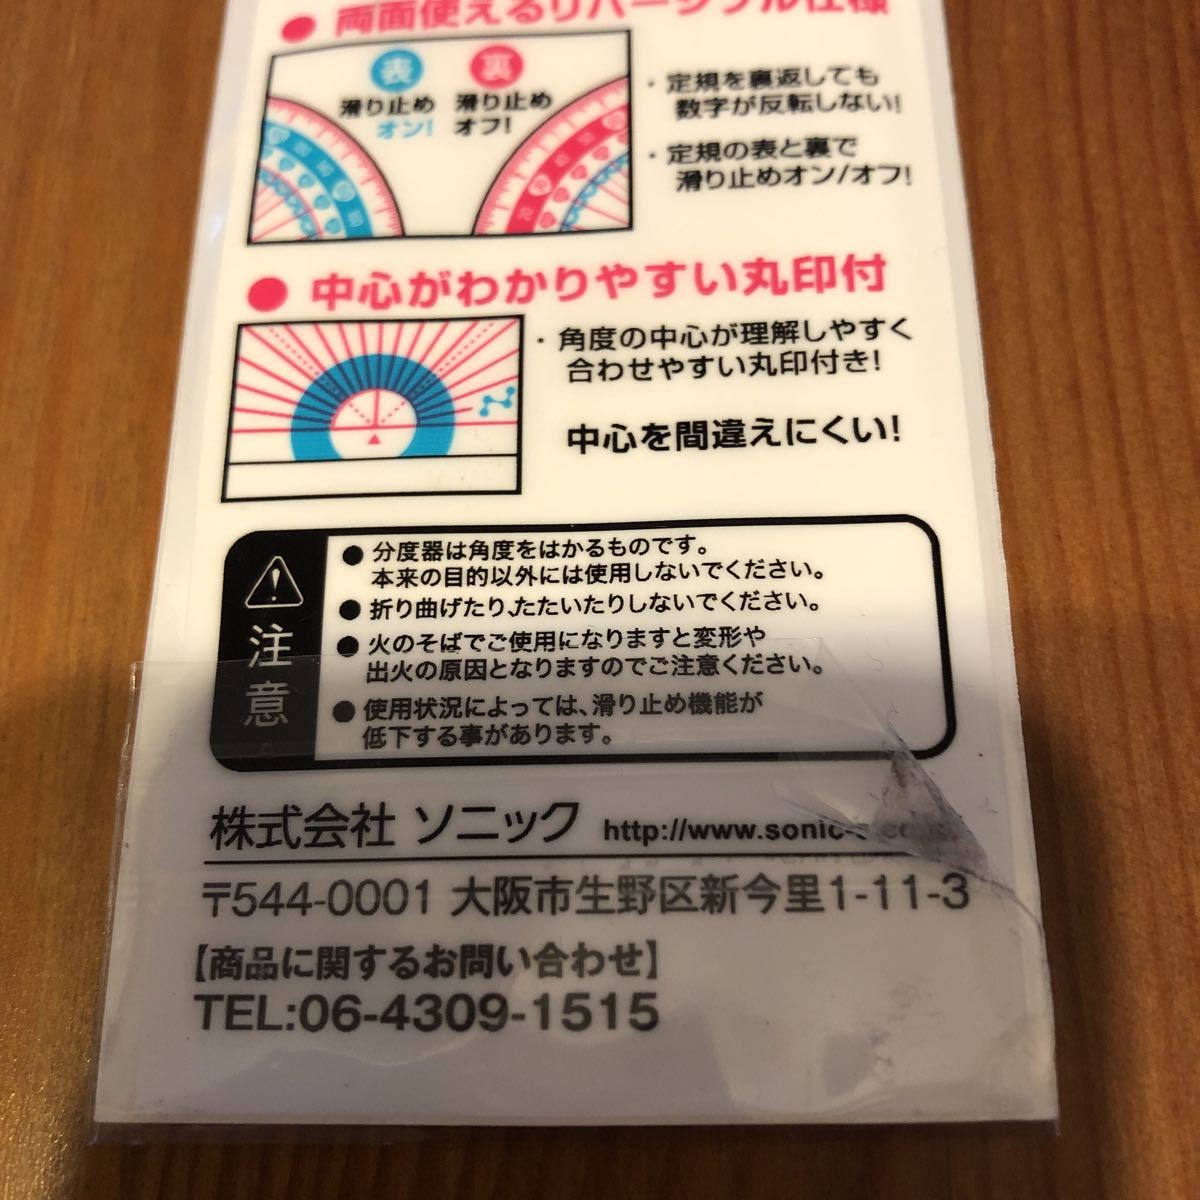 両面使えるリバーシブル仕様
表
裏
滑り止め
オン!
滑り止め
オフ!
・定規を裏返しても
数字が反転しない!
・定規の表と裏で
滑り止めオン/オフ!
中心がわかりやすい丸印付
・角度の中心が理解しやすく
合わせやすい丸印付き!
中心を間違えにくい!
注意
●分度器は角度をはかるものです。
本来の目的以外には使用しないでください。
●折り曲げたり、たたいたりしないでください。
●火のそばでご使用になりますと変形や
出火の原因となりますのでご注意ください。
●使用状況によっては、滑り止め機能が
低下する事があります。
株式会社 ソニック http://www.sonic-
〒544-0001 大阪市生野区新今里1-11-3
【商品に関するお問い合わせ】
TEL:06-4309-1515